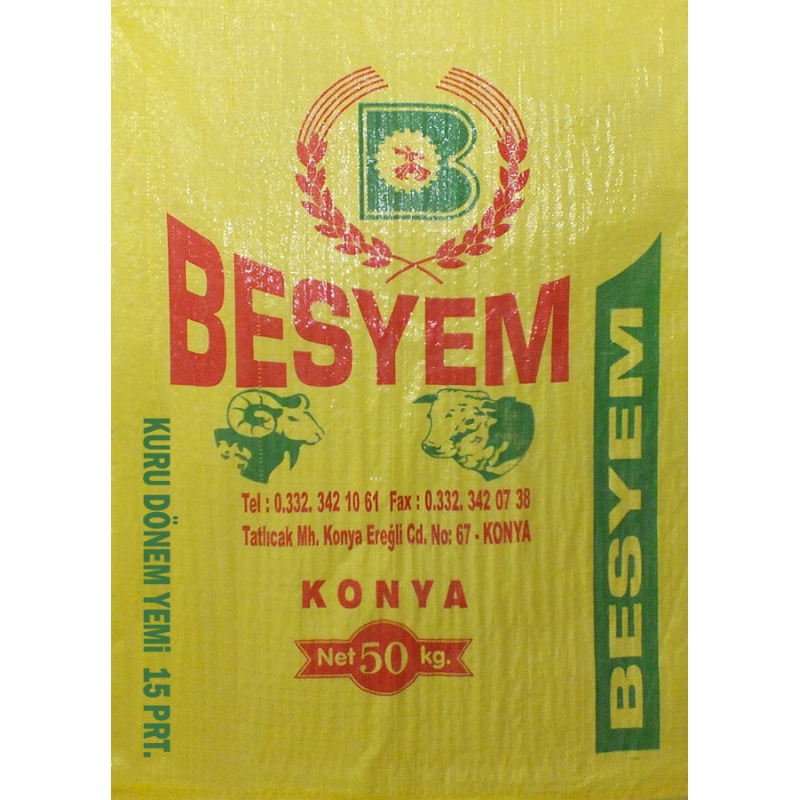 B
BESYEM
Tel : 0.332. 342 10 61 Fax : 0.332. 342 07 38
Tatlıcak Mh. Konya Ereğli Cd. No: 67 - KONYA
KONYA
Net 50 kg.
KURU DÖNEM YEMİ 15 PRT.
BESYEM